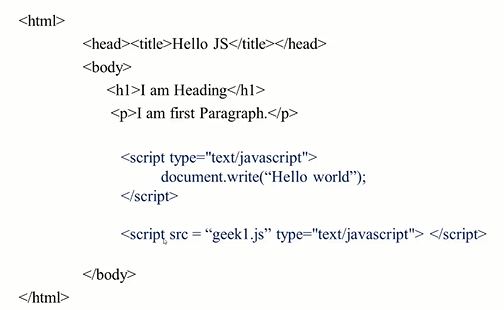 <html>
<head><title>Hello JS</title></head>
<body>
<h1>I am Heading</h1>
<p>I am first Paragraph.</p>
<script type="text/javascript">
document.write(“Hello world”);
</script>
<script src = “geek1.js” type="text/javascript"> </script>
</body>
</html>